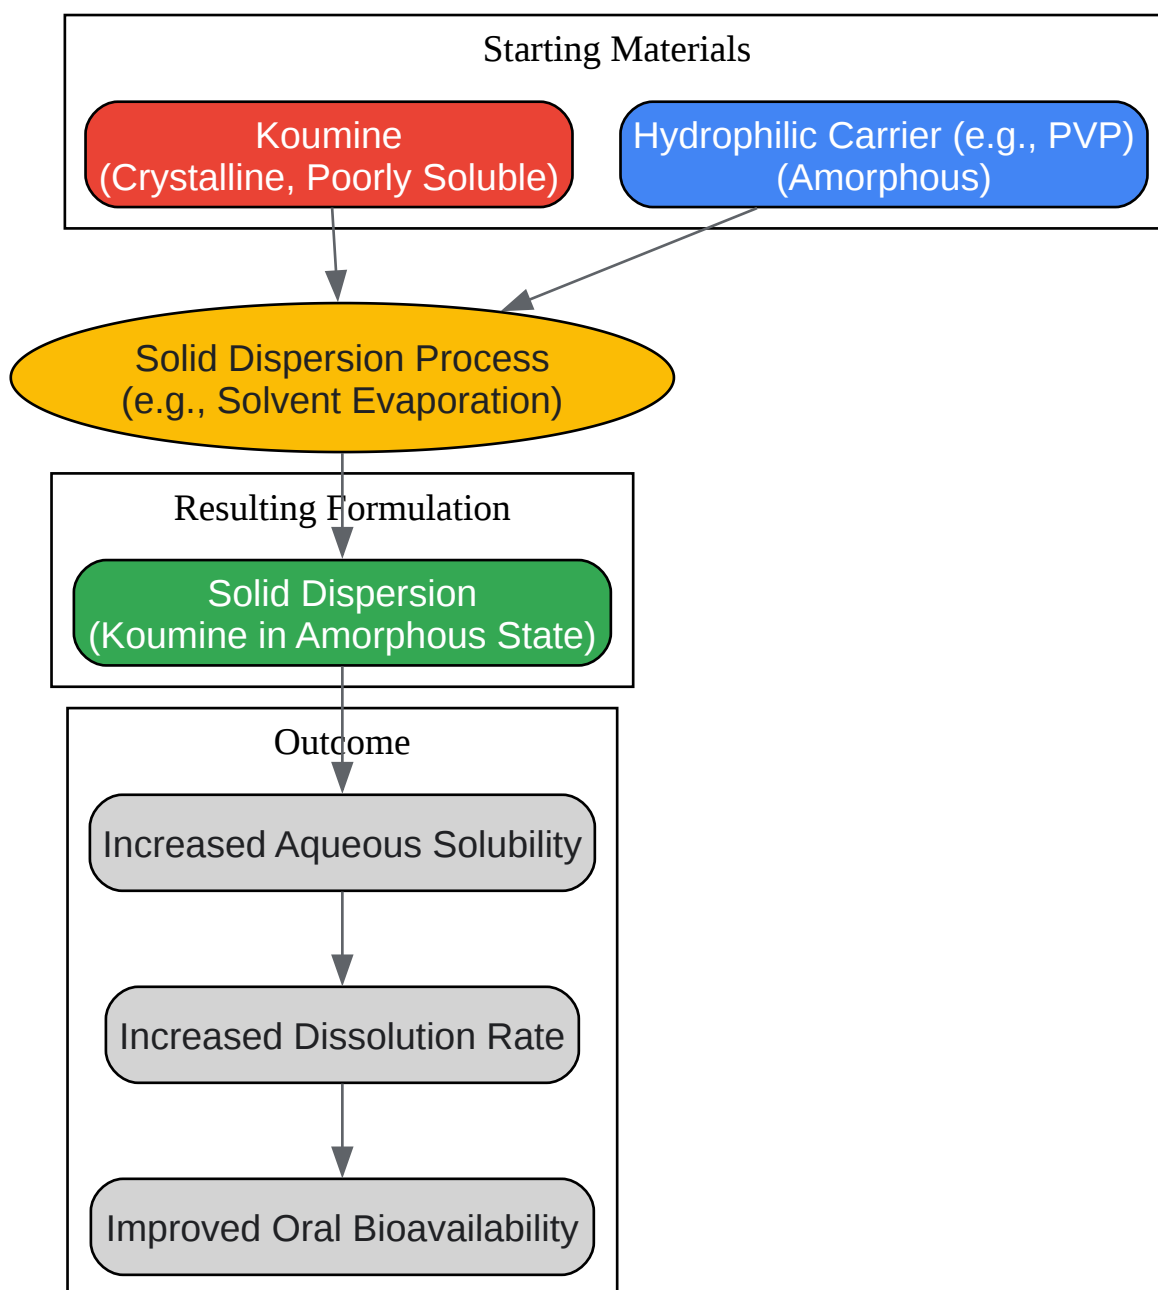 Starting Materials
Koumine
(Crystalline, Poorly Soluble)
Hydrophilic Carrier (e.g., PVP)
(Amorphous)
Solid Dispersion Process
(e.g., Solvent Evaporation)
Resulting Formulation
Solid Dispersion
(Koumine in Amorphous State)
Outcome
Increased Aqueous Solubility
Increased Dissolution Rate
Improved Oral Bioavailability